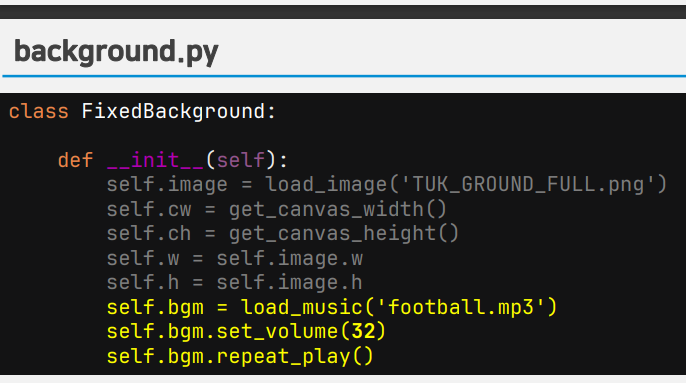 background.py
class FixedBackground:
    def __init__(self):
        self.image = load_image('TUK_GROUND_FULL.png')
        self.cw = get_canvas_width()
        self.ch = get_canvas_height()
        self.w = self.image.w
        self.h = self.image.h
        self.bgm = load_music('football.mp3')
        self.bgm.set_volume(32)
        self.bgm.repeat_play()